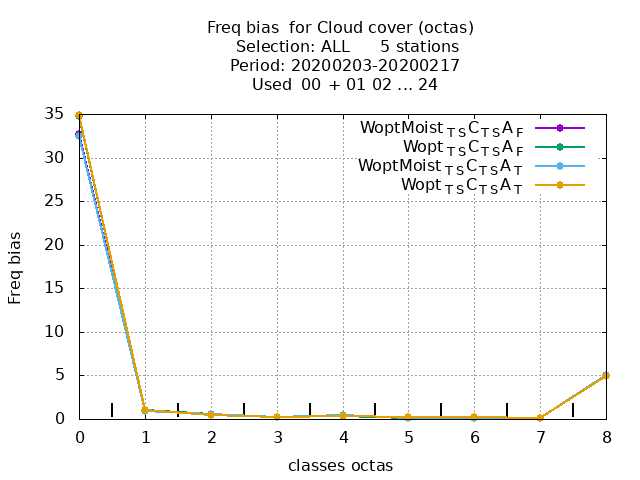 Freq bias for Cloud cover (octas)
Selection: ALL 5 stations
Period: 20200203-20200217
Used 00 + 01 02 ... 24
WoptMoist TS C TS A F
Wopt TS C TS A F
WoptMoist TS C TS A T
Wopt TS C TS A T
35
30
25
20
15
10
5
0
Freq bias
0 1 2 3 4 5 6 7 8
classes octas